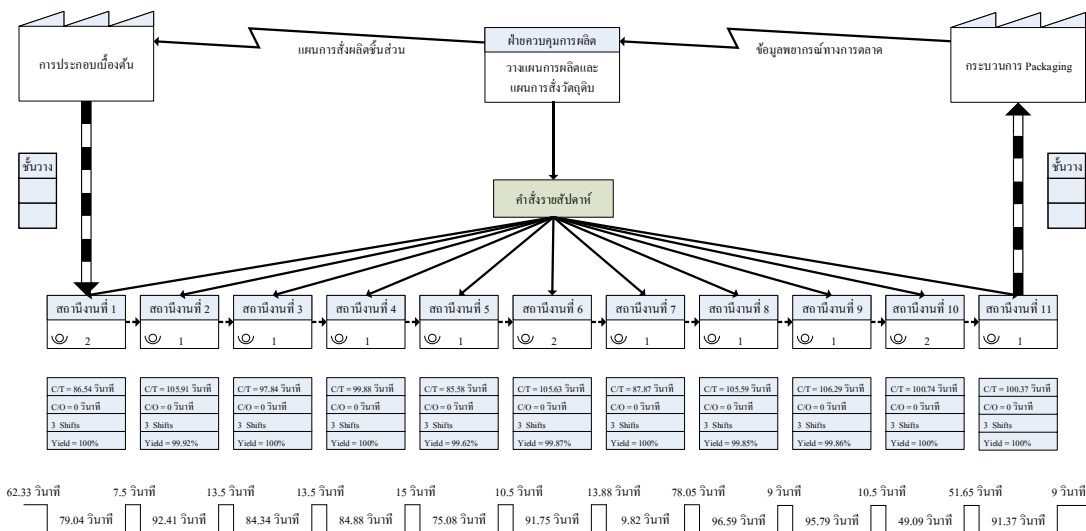 การประกอบเบื้องต้น
แผนการสั่งผลิตชิ้นส่วน
ฝ่ายควบคุมการผลิต
วางแผนการผลิตและ
แผนการสั่งวัตถุดิบ
ข้อมูลพยากรณ์ทางการตลาด
กระบวนการ Packaging
ชั้นวาง
ชั้นวาง
คำสั่งรายสัปดาห์
สถานีงานที่ 1
2
C/T = 86.54 วินาที
C/O = 0 วินาที
3 Shifts
Yield = 100%
สถานีงานที่ 2
1
C/T = 105.91 วินาที
C/O = 0 วินาที
3 Shifts
Yield = 99.92%
สถานีงานที่ 3
1
C/T = 97.84 วินาที
C/O = 0 วินาที
3 Shifts
Yield = 100%
สถานีงานที่ 4
1
C/T = 99.88 วินาที
C/O = 0 วินาที
3 Shifts
Yield = 100%
สถานีงานที่ 5
1
C/T = 85.58 วินาที
C/O = 0 วินาที
3 Shifts
Yield = 99.62%
สถานีงานที่ 6
2
C/T = 105.63 วินาที
C/O = 0 วินาที
3 Shifts
Yield = 99.87%
สถานีงานที่ 7
1
C/T = 87.87 วินาที
C/O = 0 วินาที
3 Shifts
Yield = 100%
สถานีงานที่ 8
1
C/T = 105.59 วินาที
C/O = 0 วินาที
3 Shifts
Yield = 99.85%
สถานีงานที่ 9
1
C/T = 106.29 วินาที
C/O = 0 วินาที
3 Shifts
Yield = 99.86%
สถานีงานที่ 10
2
C/T = 100.74 วินาที
C/O = 0 วินาที
3 Shifts
Yield = 100%
สถานีงานที่ 11
1
C/T = 100.37 วินาที
C/O = 0 วินาที
3 Shifts
Yield = 100%
62.33 วินาที
7.5 วินาที
13.5 วินาที
13.5 วินาที
15 วินาที
10.5 วินาที
13.88 วินาที
78.05 วินาที
9 วินาที
10.5 วินาที
51.65 วินาที
9 วินาที
79.04 วินาที
92.41 วินาที
84.34 วินาที
84.88 วินาที
75.08 วินาที
91.75 วินาที
9.82 วินาที
96.59 วินาที
95.79 วินาที
49.09 วินาที
91.37 วินาที